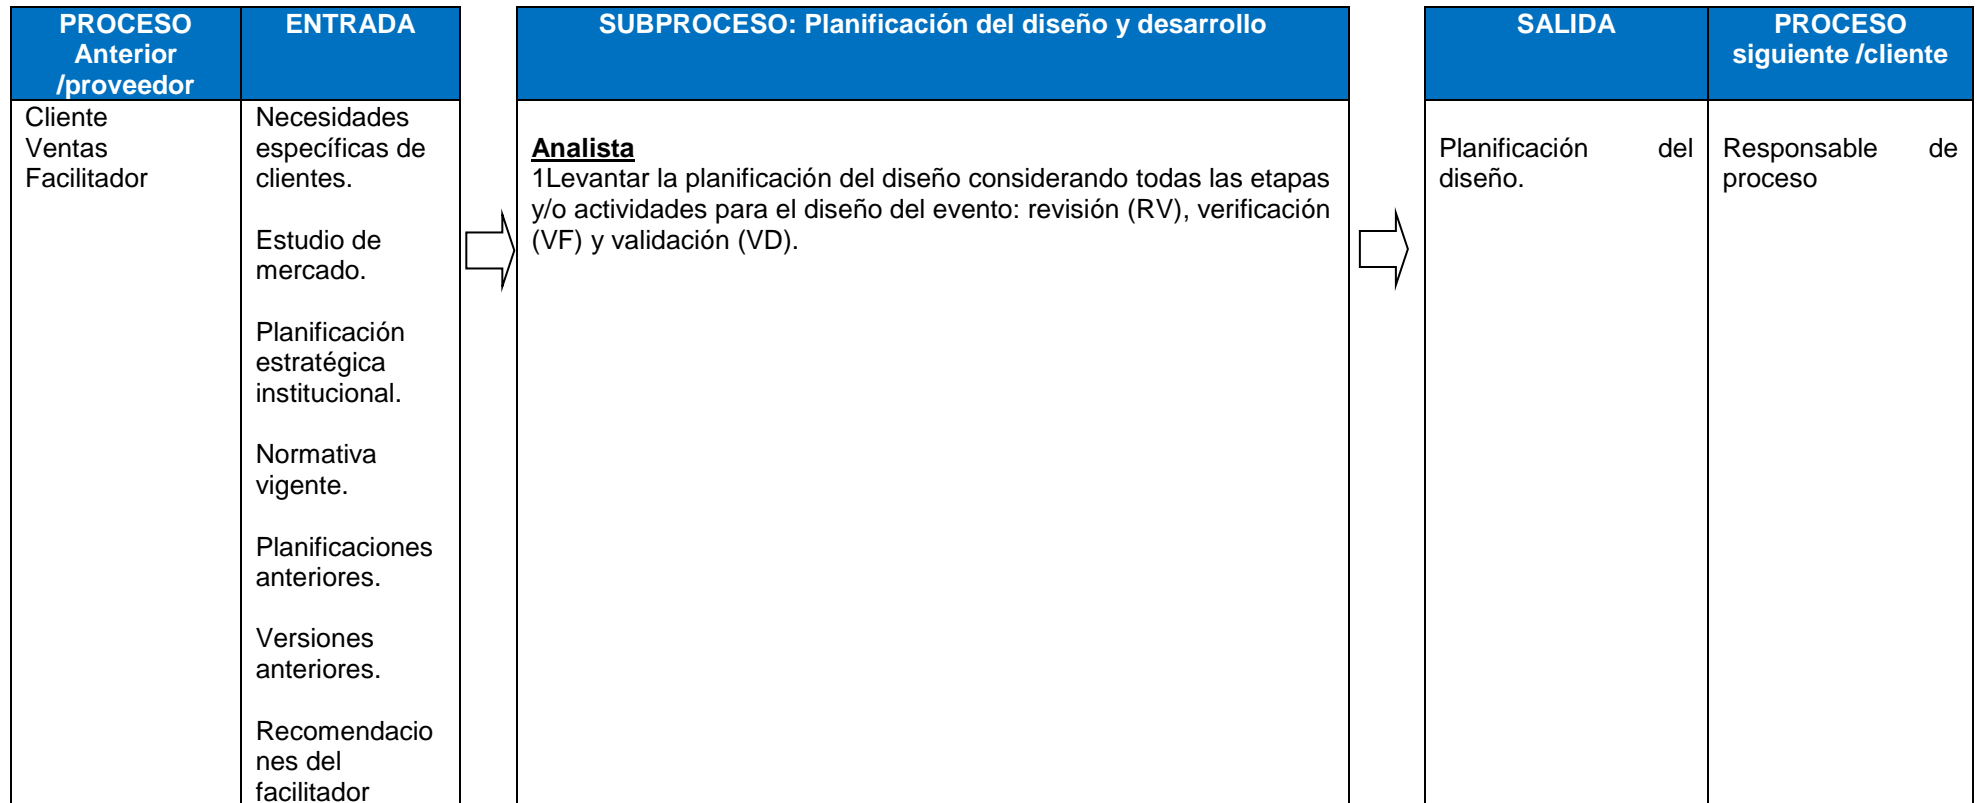 PROCESO
Anterior
/proveedor
ENTRADA
SUBPROCESO: Planificación del diseño y desarrollo
SALIDA
PROCESO
siguiente /cliente
Cliente
Ventas
Facilitador
Necesidades
específicas de
clientes.
Estudio de
mercado.
Planificación
estratégica
institucional.
Normativa
vigente.
Planificaciones
anteriores.
Versiones
anteriores.
Recomendacio
nes del
facilitador
Analista
1Levantar la planificación del diseño considerando todas las etapas
y/o actividades para el diseño del evento: revisión (RV), verificación
(VF) y validación (VD).
Planificación del
diseño.
Responsable de
proceso